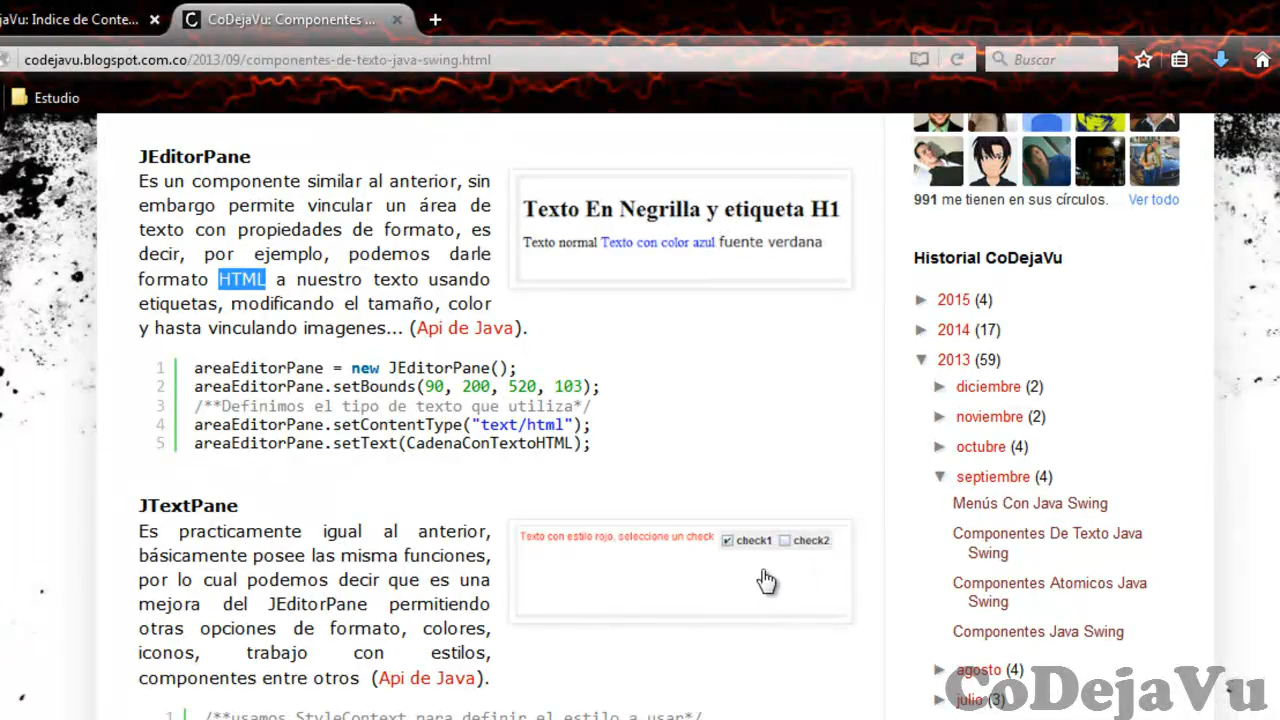 jaVu: Indice de Conte...
CoDejaVu: Componentes ...
codejavu.blogspot.com.co/2013/09/componentes-de-texto-java-swing.html
Buscar
Estudio
JEditorPane
Es un componente similar al anterior, sin
embargo permite vincular un área de
texto con propiedades de formato, es
decir, por ejemplo, podemos darle
formato HTML a nuestro texto usando
etiquetas, modificando el tamaño, color
y hasta vinculando imagenes... (Api de Java).
Texto En Negrilla y etiqueta H1
Texto normal Texto con color azul fuente verdana
1 areaEditorPane = new JEditorPane();
2 areaEditorPane.setBounds(90, 200, 520, 103);
3 /**Definimos el tipo de texto que utiliza*/
4 areaEditorPane.setContentType("text/html");
5 areaEditorPane.setText(CadenaConTextoHTML);
JTextPane
Es practicamente igual al anterior,
básicamente posee las misma funciones,
por lo cual podemos decir que es una
mejora del JEditorPane permitiendo
otras opciones de formato, colores,
iconos, trabajo con estilos,
componentes entre otros (Api de Java).
Texto con estilo rojo, seleccione un check check1 check2
1 /**usamos StyleContext para definir el estilo a usar*/
991 me tienen en sus círculos. Ver todo
Historial CoDejaVu
► 2015 (4)
► 2014 (17)
▼ 2013 (59)
► diciembre (2)
► noviembre (2)
► octubre (4)
▼ septiembre (4)
Menús Con Java Swing
Componentes De Texto Java
Swing
Componentes Atomicos Java
Swing
Componentes Java Swing
► agosto (4)
► julio (3)
CoDejaVu